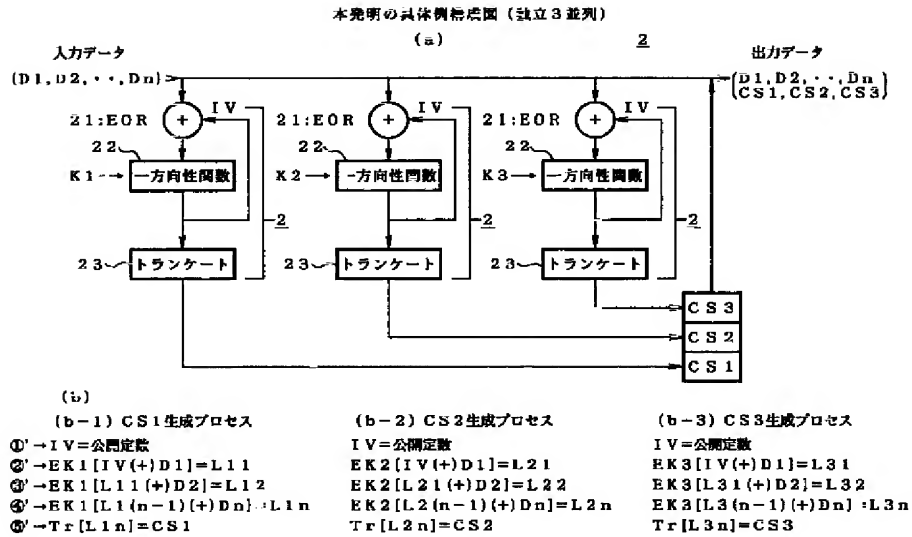 本発明の具体例構成図（独立３並列）
(a)
2
入力データ
(D1,D2,・・,Dn)
出力データ
(D1,D2,・・,Dn
CS1,CS2,CS3)
IV
IV
IV
21:EOR
21:EOR
21:EOR
+
+
+
22
22
22
K1→
一方向性関数
K2→
一方向性関数
K3→
一方向性関数
2
2
2
23
トランケート
23
トランケート
23
トランケート
CS3
CS2
CS1
(b)
(b-1) CS1生成プロセス
①'→IV=公開定数
②'→EK1[IV(+)D1]=L11
③'→EK1[L11(+)D2]=L12
④'→EK1[L1(n-1)(+)Dn]=L1n
⑤'→Tr[L1n]=CS1
(b-2) CS2生成プロセス
IV=公開定数
EK2[IV(+)D1]=L21
EK2[L21(+)D2]=L22
EK2[L2(n-1)(+)Dn]=L2n
Tr[L2n]=CS2
(b-3) CS3生成プロセス
IV=公開定数
EK3[IV(+)D1]=L31
EK3[L31(+)D2]=L32
EK3[L3(n-1)(+)Dn]=L3n
Tr[L3n]=CS3